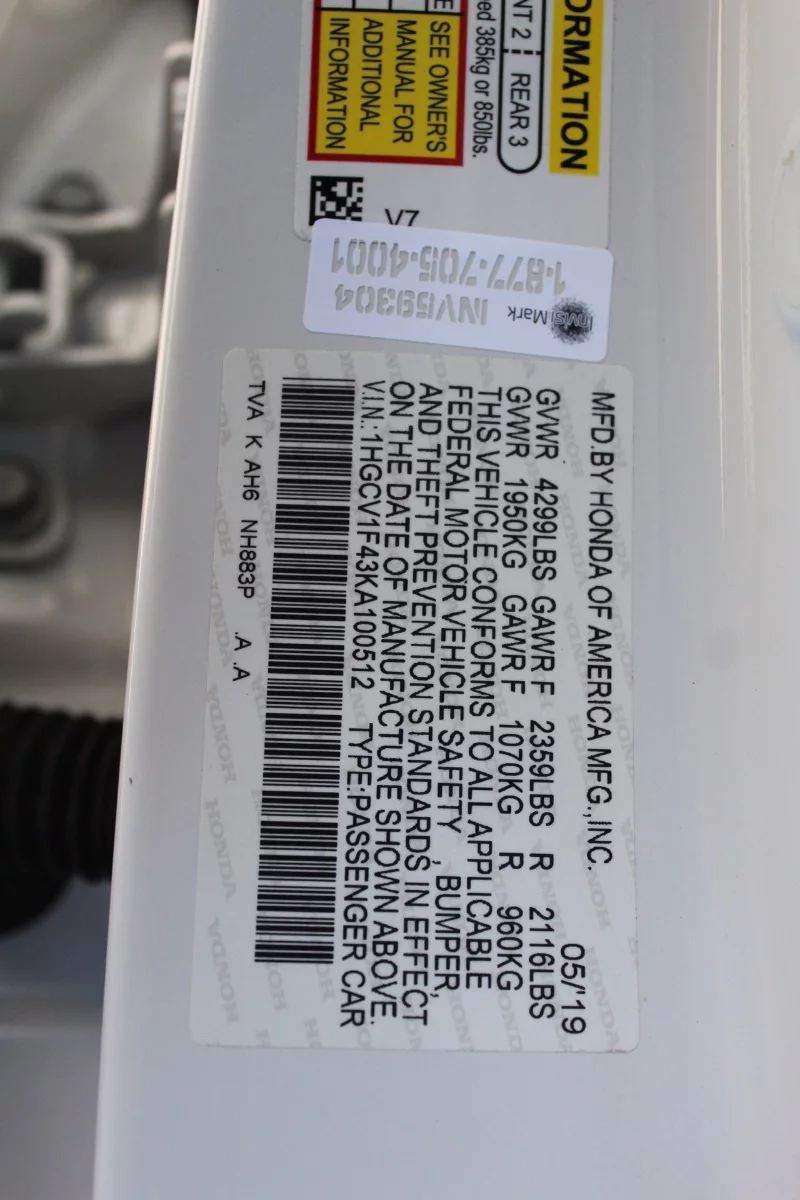 ORMATION
NT 2 REAR 3
ed 385kg or 850lbs.
E SEE OWNER'S
MANUAL FOR
ADDITIONAL
INFORMATION
V7
InMSI Mark
INV59304
1-877-705-4001
MFD. BY HONDA OF AMERICA MFG., INC.
05/'19
GVWR 4299LBS GAWR F 2359LBS R 2116LBS
GVWR 1950KG GAWR F 1070KG R 960KG
THIS VEHICLE CONFORMS TO ALL APPLICABLE
FEDERAL MOTOR VEHICLE SAFETY , BUMPER,
AND THEFT PREVENTION STANDARDS IN EFFECT
ON THE DATE OF MANUFACTURE SHOWN ABOVE.
V.I.N.: 1HGCV1F43KA100512 TYPE:PASSENGER CAR
TVA K AH6 NH883P .A .A